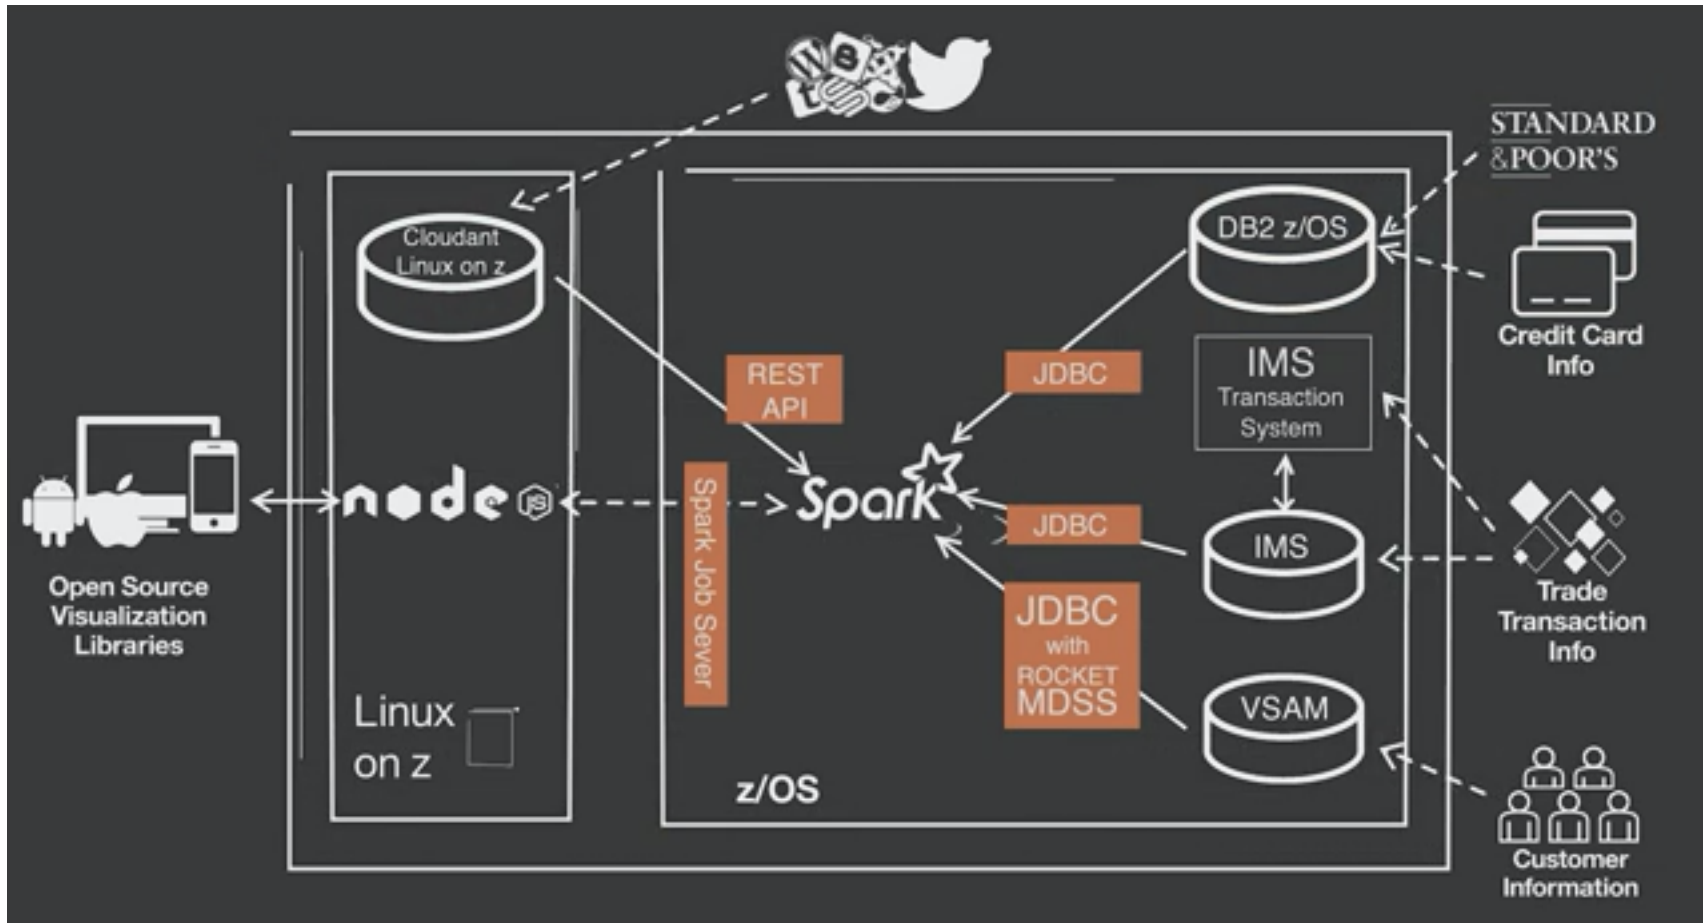 STANDARD
&POOR'S
Cloudant
Linux on z
DB2 z/OS
Credit Card
Info
REST
API
JDBC
IMS
Transaction
System
Open Source
Visualization
Libraries
node
JS
Spark Job Sever
Spark
JDBC
IMS
Trade
Transaction
Info
JDBC
with
ROCKET
MDSS
VSAM
Linux
on z
z/OS
Customer
Information